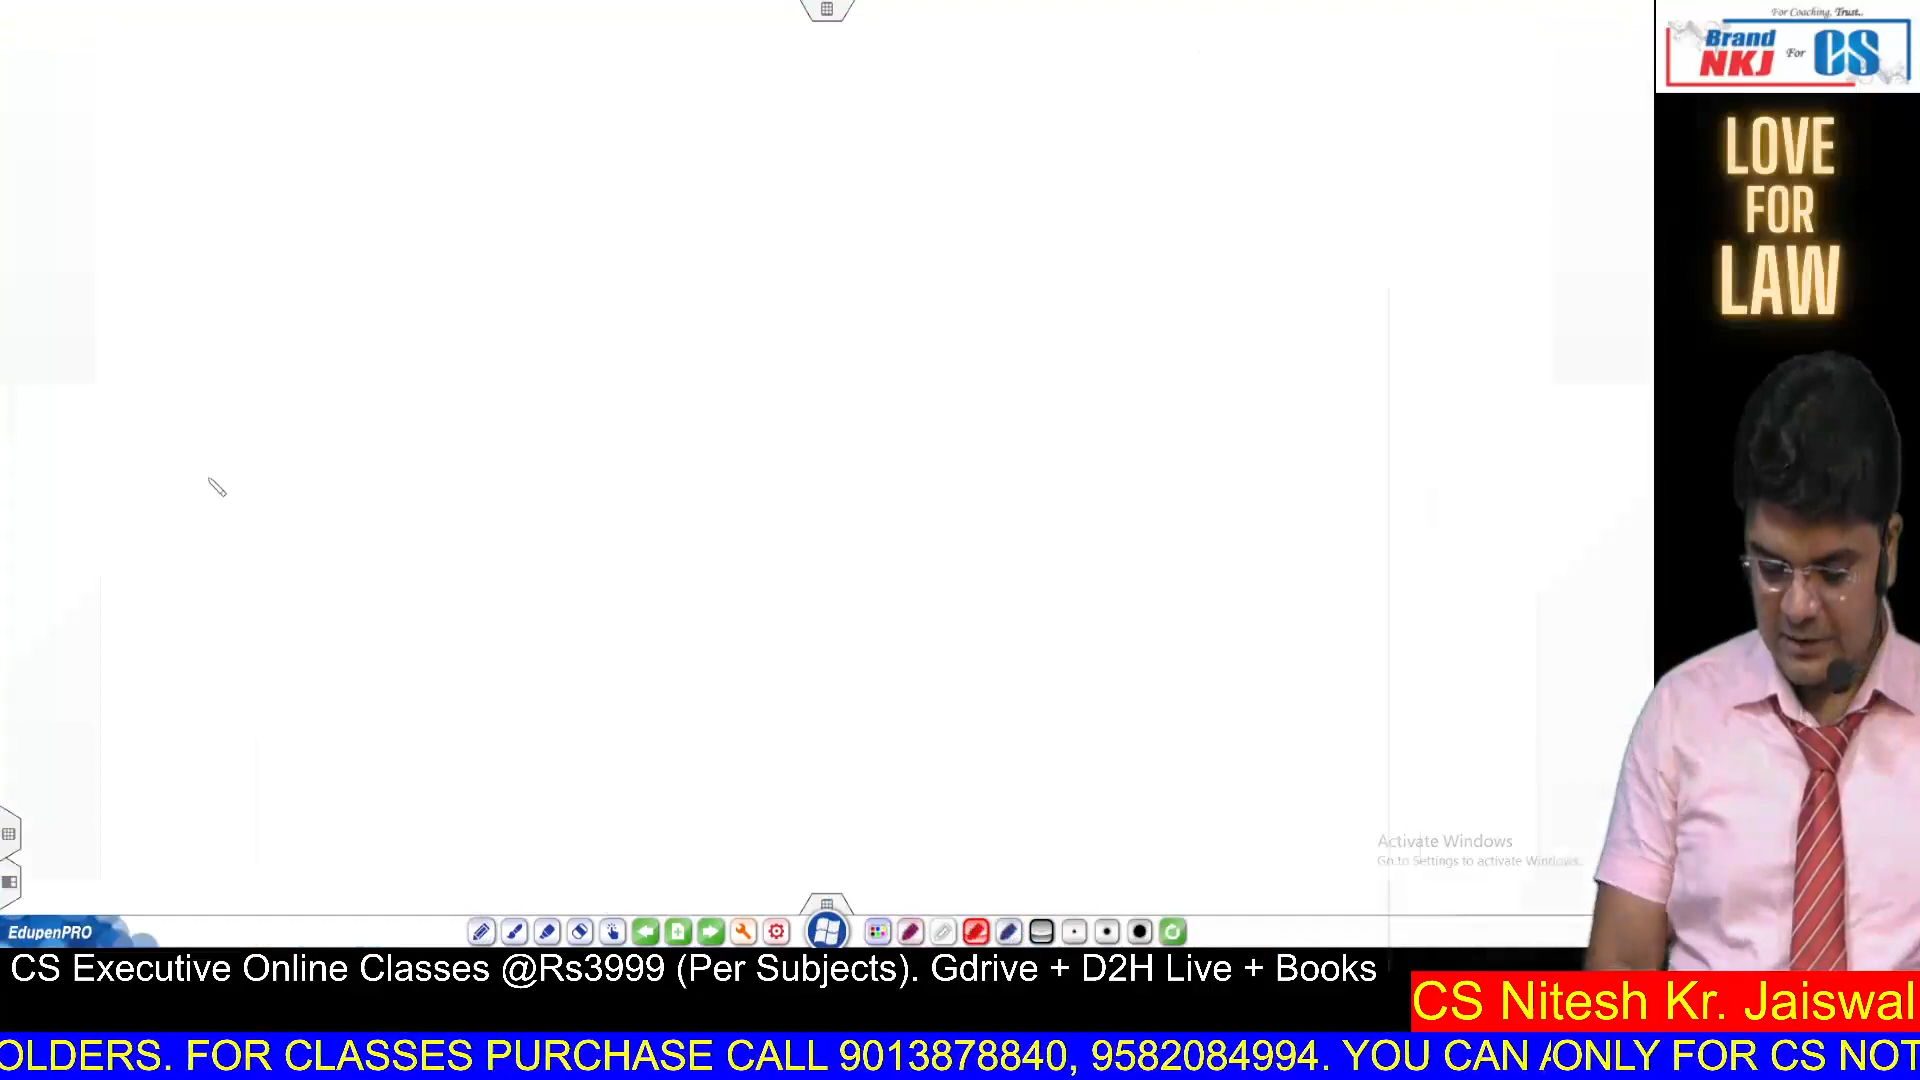 For Coaching, Trust..
Brand
NKJ
For
CS
LOVE
FOR
LAW
Activate Windows
Go to Settings to activate Windows.
EdupenPRO
CS Executive Online Classes @Rs3999 (Per Subjects). Gdrive + D2H Live + Books
CS Nitesh Kr. Jaiswal
OLDERS. FOR CLASSES PURCHASE CALL 9013878840, 9582084994. YOU CAN ONLY FOR CS NOT